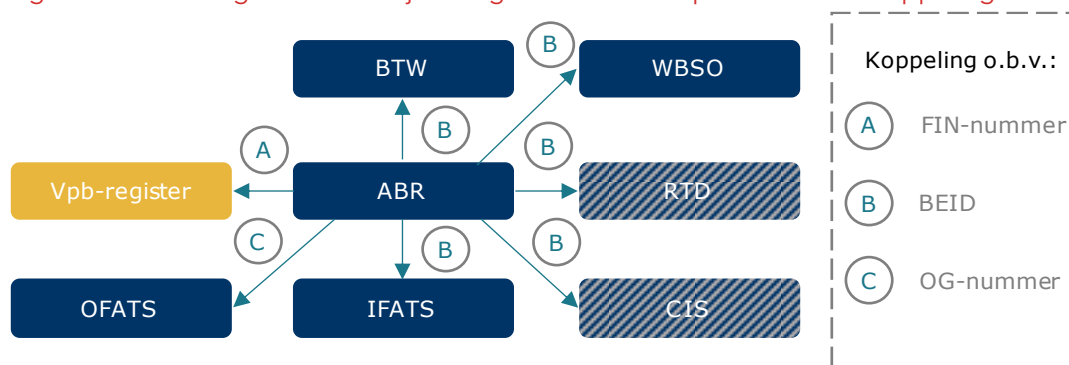 B
BTW
WBSO
Koppeling o.b.v.:
B
A
FIN-nummer
A
B
Vpb-register
ABR
RTD
B
BEID
C
B
B
C
OG-nummer
OFATS
IFATS
CIS